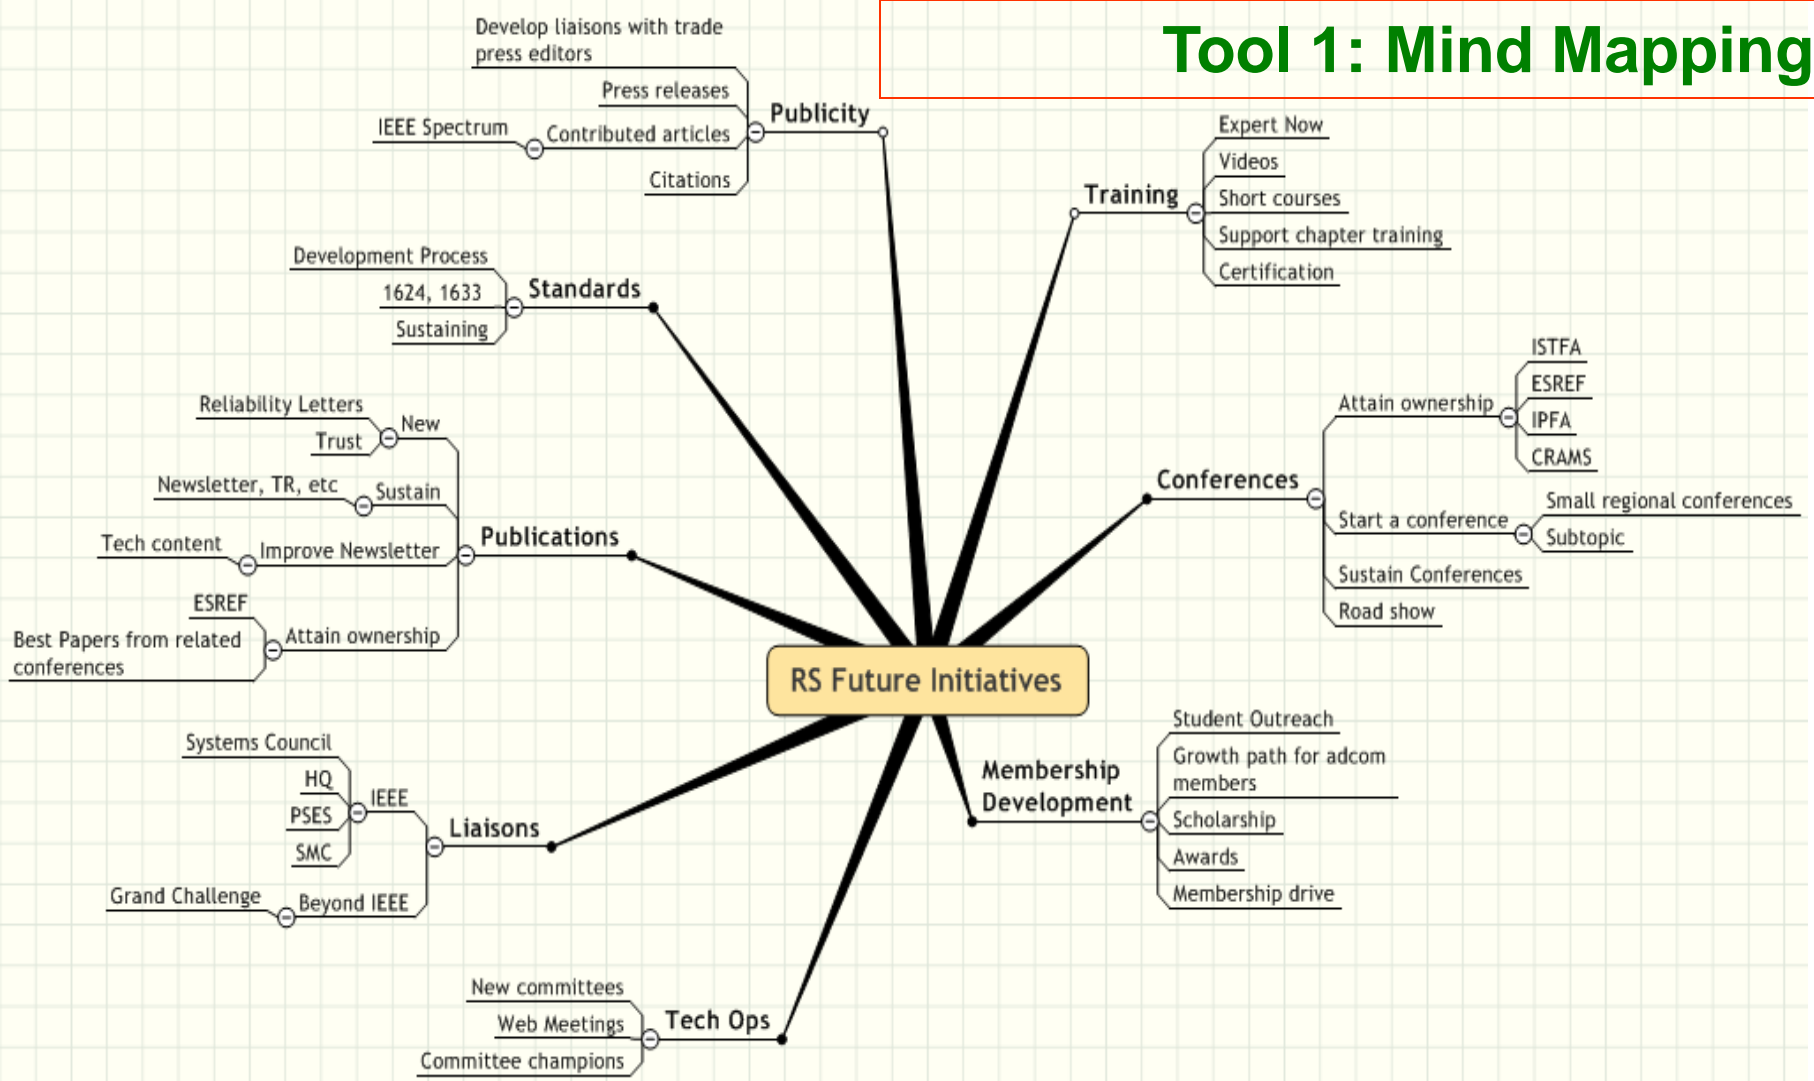 Tool 1: Mind Mapping
Develop liaisons with trade
press editors
Press releases
Publicity
IEEE Spectrum
Contributed articles
Citations
Expert Now
Videos
Training
Short courses
Support chapter training
Certification
Development Process
1624, 1633
Standards
Sustaining
Reliability Letters
New
Trust
Newsletter, TR, etc
Sustain
Publications
Tech content
Improve Newsletter
ESREF
Attain ownership
Best Papers from related
conferences
ISTFA
Attain ownership
ESREF
IPFA
CRAMS
Conferences
Start a conference
Small regional conferences
Subtopic
Sustain Conferences
Road show
RS Future Initiatives
Systems Council
HQ
IEEE
PSES
SMC
Liaisons
Grand Challenge
Beyond IEEE
Membership
Development
Student Outreach
Growth path for adcom
members
Scholarship
Awards
Membership drive
New committees
Web Meetings
Tech Ops
Committee champions